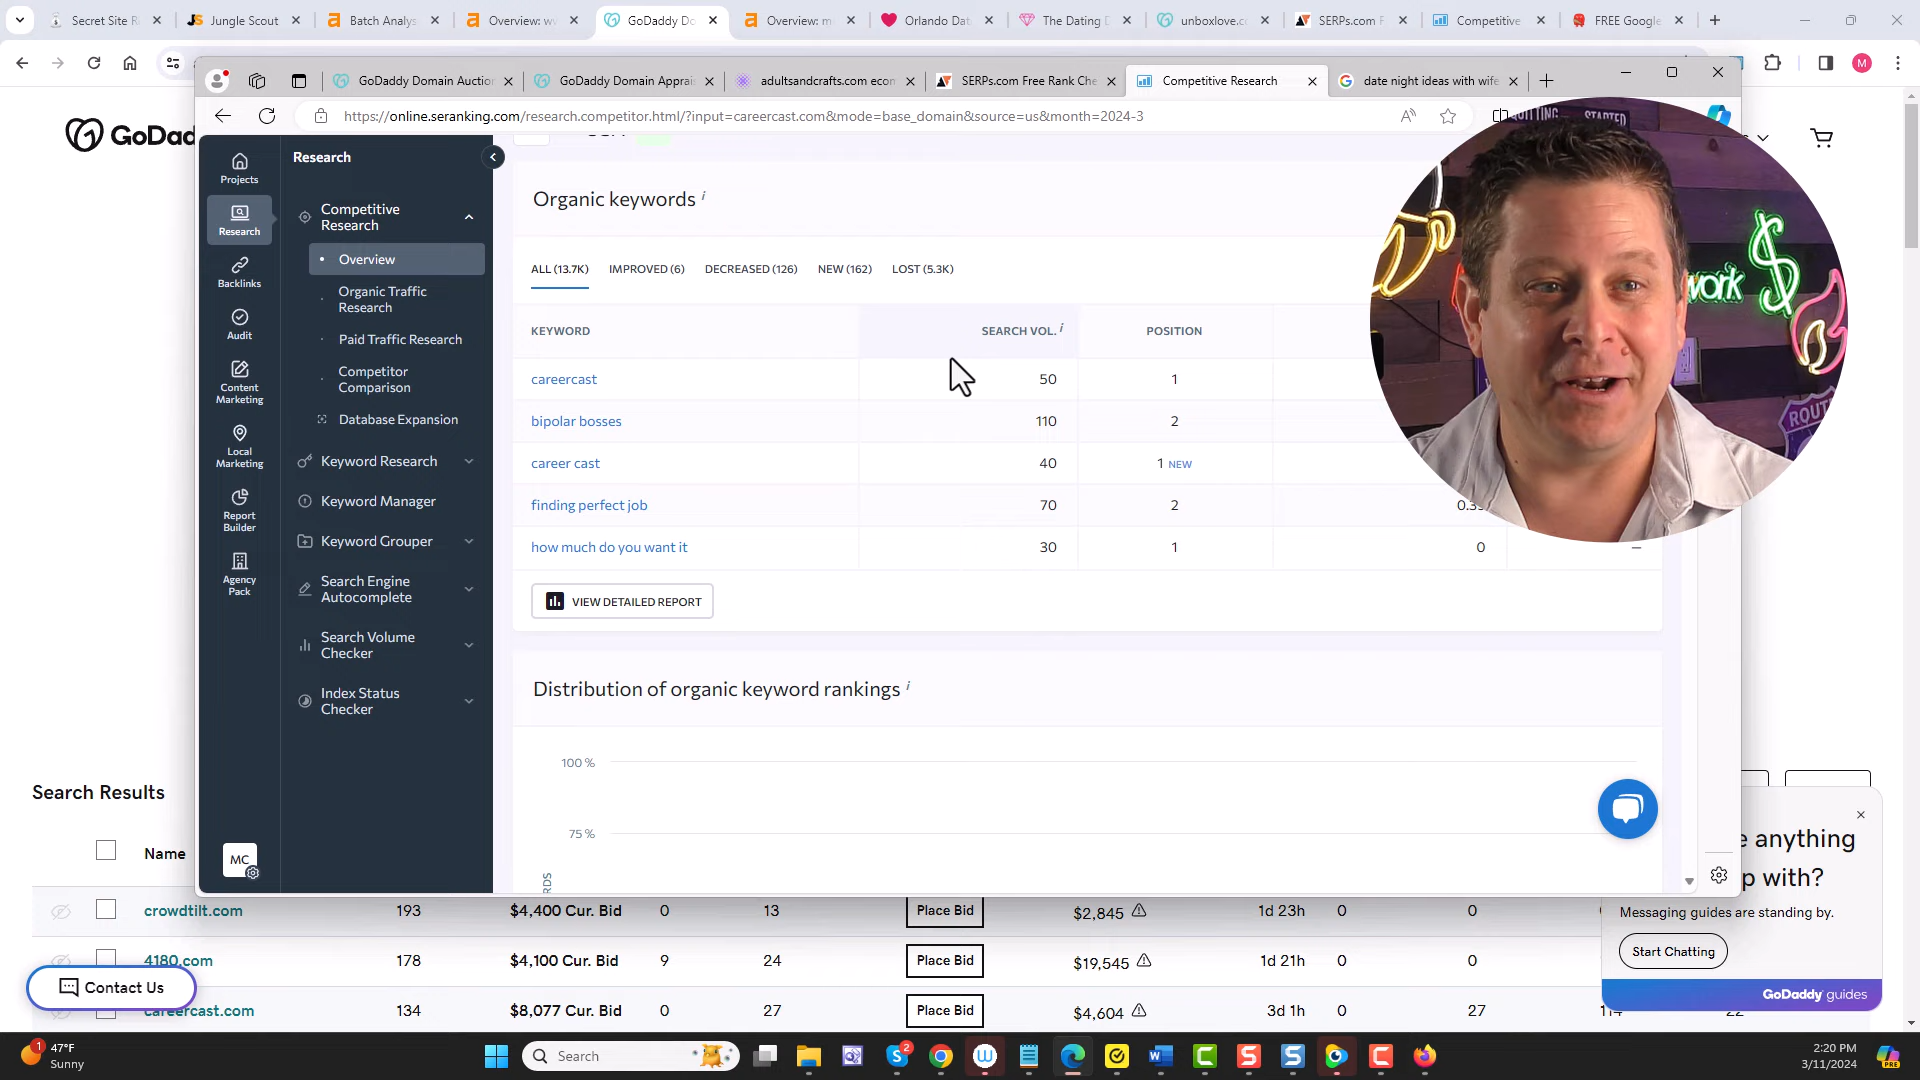 Secret Site R
Jungle Scout
Batch Analys
Overview: w
GoDaddy Do
Overview: m
Orlando Dat
The Dating D
unboxlove.c
SERPs.com F
Competitive
FREE Google
M
GoDaddy Domain Auction
GoDaddy Domain Apprais
adultsandcrafts.com econ
SERPs.com Free Rank Che
Competitive Research
date night ideas with wife
https://online.seranking.com/research.competitor.html/?input=careercast.com&mode=base_domain&source=us&month=2024-3
GoDa
Projects
Research
Backlinks
Audit
Content
Marketing
Local
Marketing
Report
Builder
Agency
Pack
MC
Research
Competitive
Research
Overview
Organic Traffic
Research
Paid Traffic Research
Competitor
Comparison
Database Expansion
Keyword Research
Keyword Manager
Keyword Grouper
Search Engine
Autocomplete
Search Volume
Checker
Index Status
Checker
Organic keywords i
ALL (13.7K) IMPROVED (6) DECREASED (126) NEW (162) LOST (5.3K)
KEYWORD SEARCH VOL. i POSITION
careercast 50 1
bipolar bosses 110 2
career cast 40 1 NEW
finding perfect job 70 2
how much do you want it 30 1 0 –
VIEW DETAILED REPORT
Distribution of organic keyword rankings i
100 %
75 %
QUITTING STARTED
work $
ROUTE
Search Results
Name
crowdtilt.com 193 $4,400 Cur. Bid 0 13 Place Bid $2,845 1d 23h 0 0
4180.com 178 $4,100 Cur. Bid 9 24 Place Bid $19,545 1d 21h 0 0
careercast.com 134 $8,077 Cur. Bid 0 27 Place Bid $4,604 3d 1h 0 27
Contact Us
e anything
p with?
Messaging guides are standing by.
Start Chatting
GoDaddy guides
1
47°F
Sunny
Search
2
2:20 PM
3/11/2024